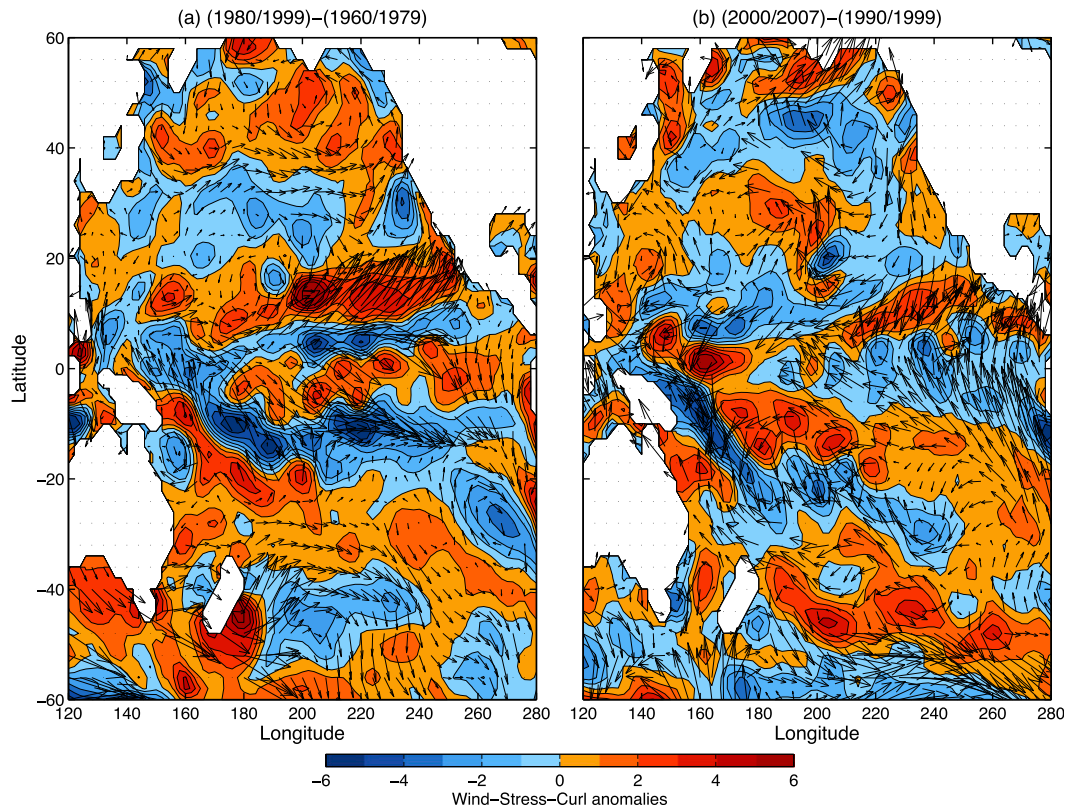 (a) (1980/1999)−(1960/1979)
(b) (2000/2007)−(1990/1999)
Latitude
60
40
20
0
−20
−40
−60
120 140 160 180 200 220 240 260 280
120 140 160 180 200 220 240 260 280
Longitude
Longitude
−6 −4 −2 0 2 4 6
Wind−Stress−Curl anomalies